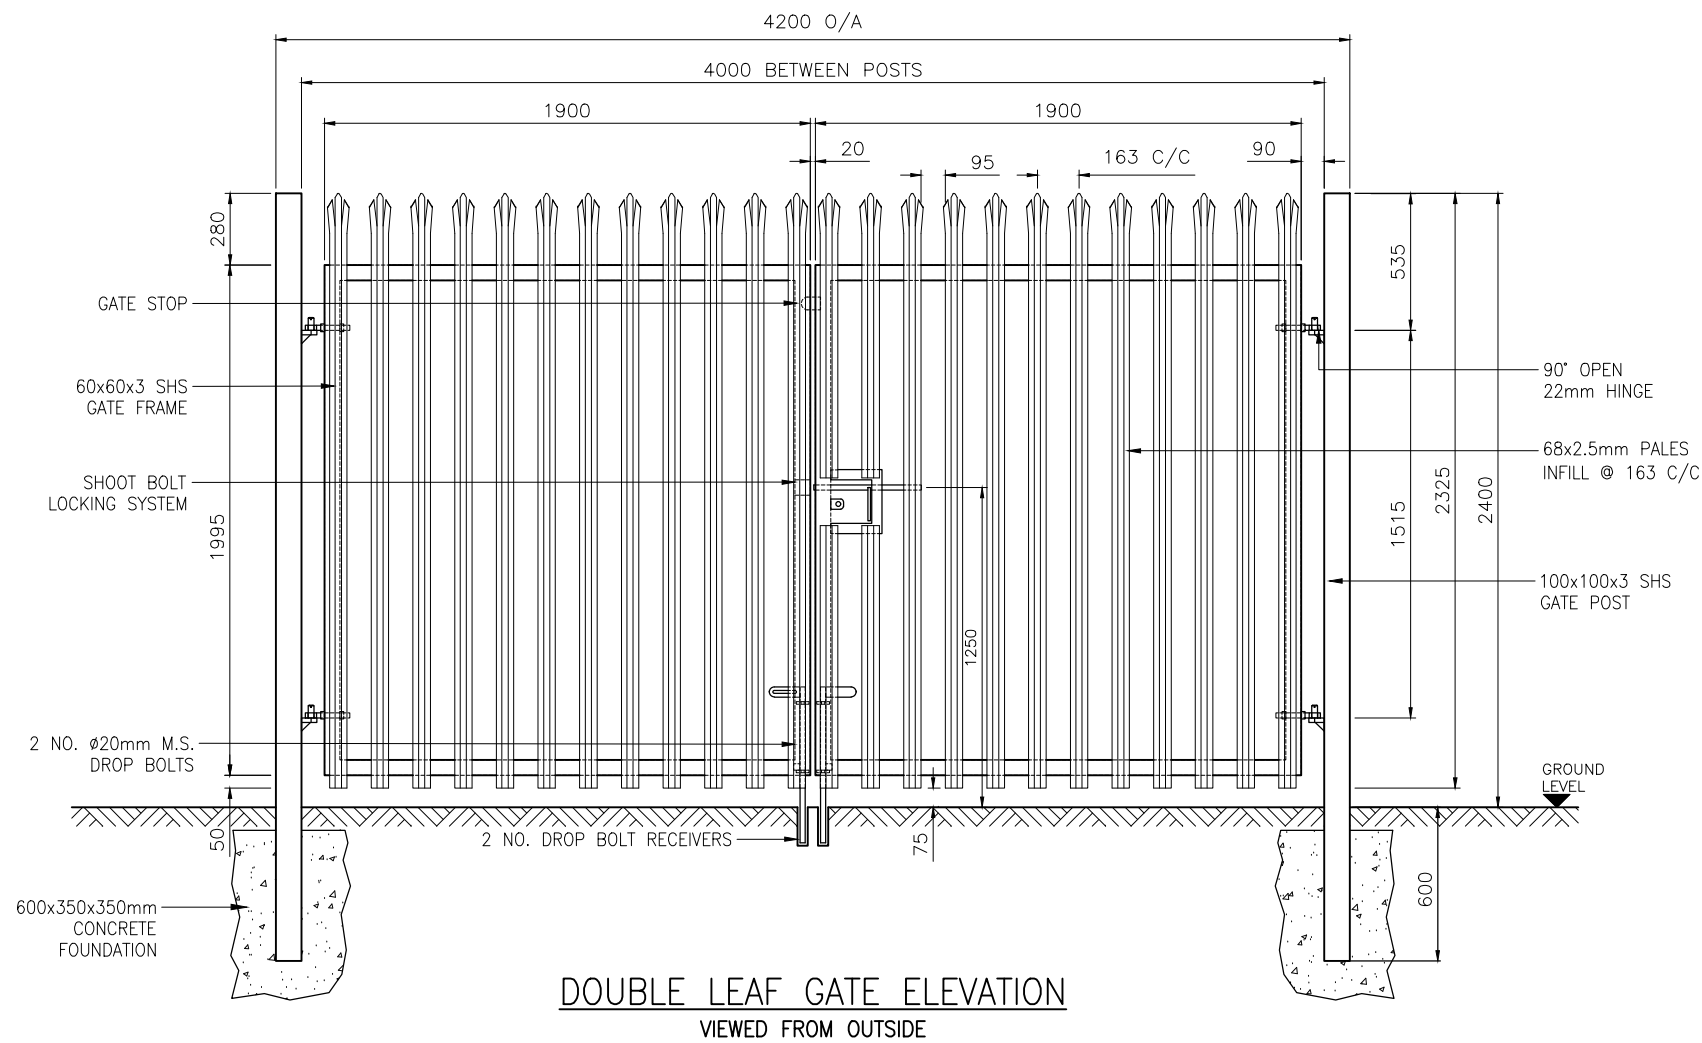 4200 O/A
4000 BETWEEN POSTS
1900
1900
20
95
163 C/C
90
280
535
GATE STOP
60x60x3 SHS
GATE FRAME
90° OPEN
22mm HINGE
SHOOT BOLT
LOCKING SYSTEM
68x2.5mm PALES
INFILL @ 163 C/C
1995
1515
2325
2400
100x100x3 SHS
GATE POST
1250
2 NO. ø20mm M.S.
DROP BOLTS
GROUND
LEVEL
50
2 NO. DROP BOLT RECEIVERS
75
600
600x350x350mm
CONCRETE
FOUNDATION
DOUBLE LEAF GATE ELEVATION
VIEWED FROM OUTSIDE